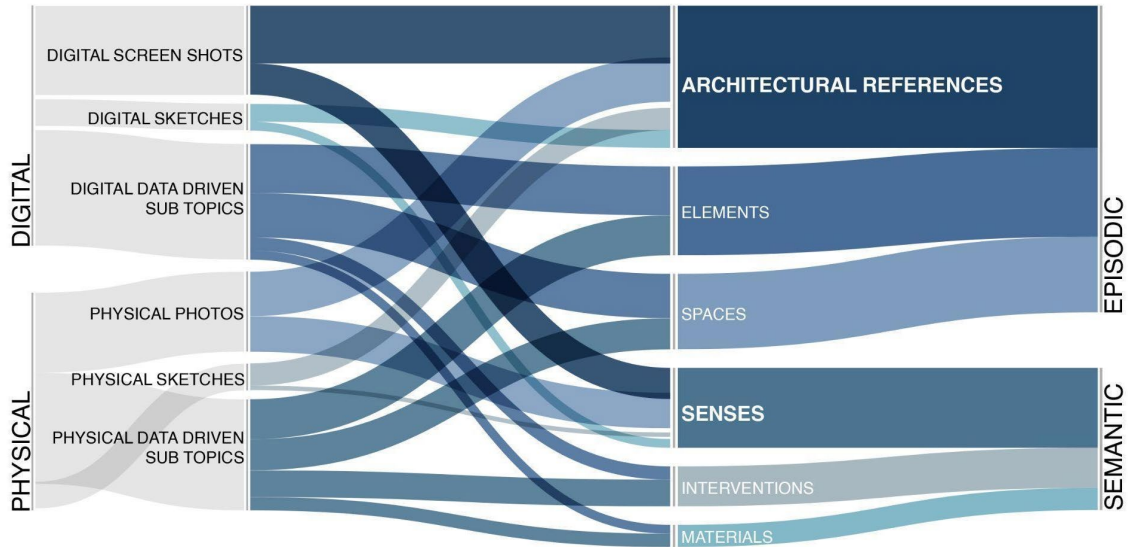 DIGITAL
DIGITAL SCREEN SHOTS
DIGITAL SKETCHES
DIGITAL DATA DRIVEN
SUB TOPICS
PHYSICAL
PHYSICAL PHOTOS
PHYSICAL SKETCHES
PHYSICAL DATA DRIVEN
SUB TOPICS
ARCHITECTURAL REFERENCES
ELEMENTS
SPACES
SENSES
INTERVENTIONS
MATERIALS
EPISODIC
SEMANTIC